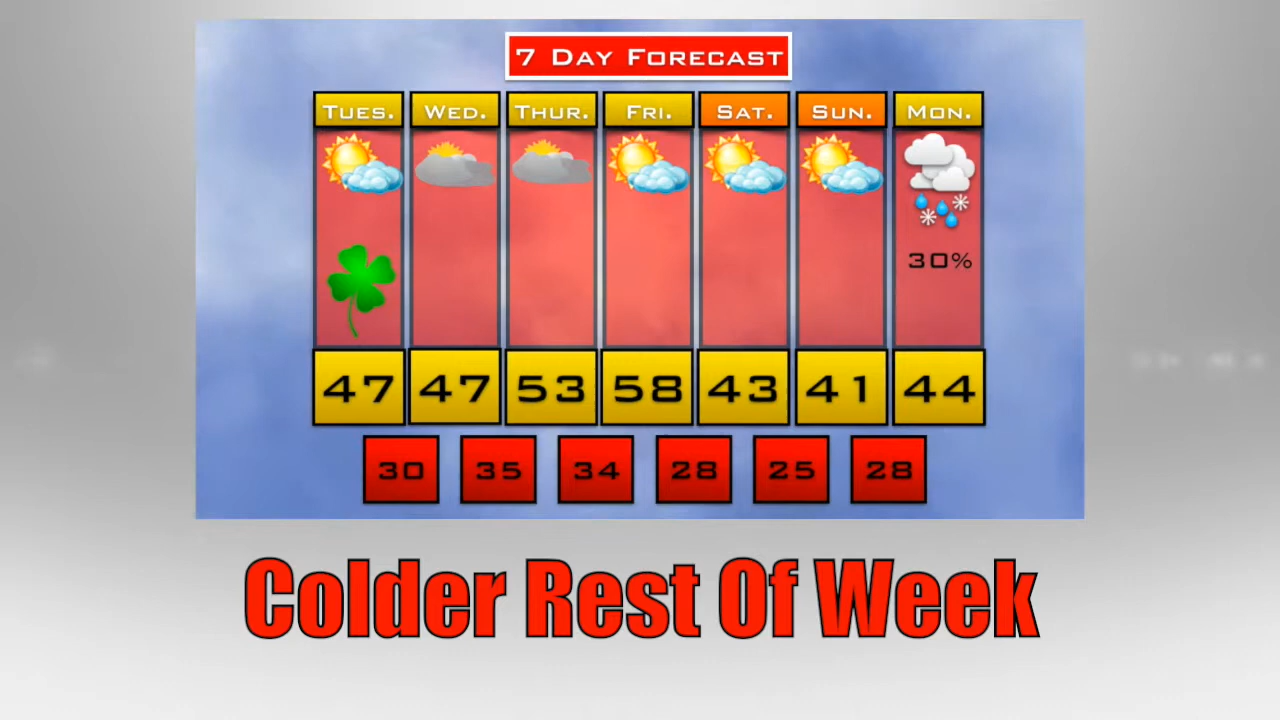 7 Day Forecast
Tues. Wed. Thur. Fri. Sat. Sun. Mon.
30%
47 47 53 58 43 41 44
30 35 34 28 25 28
Colder Rest Of Week